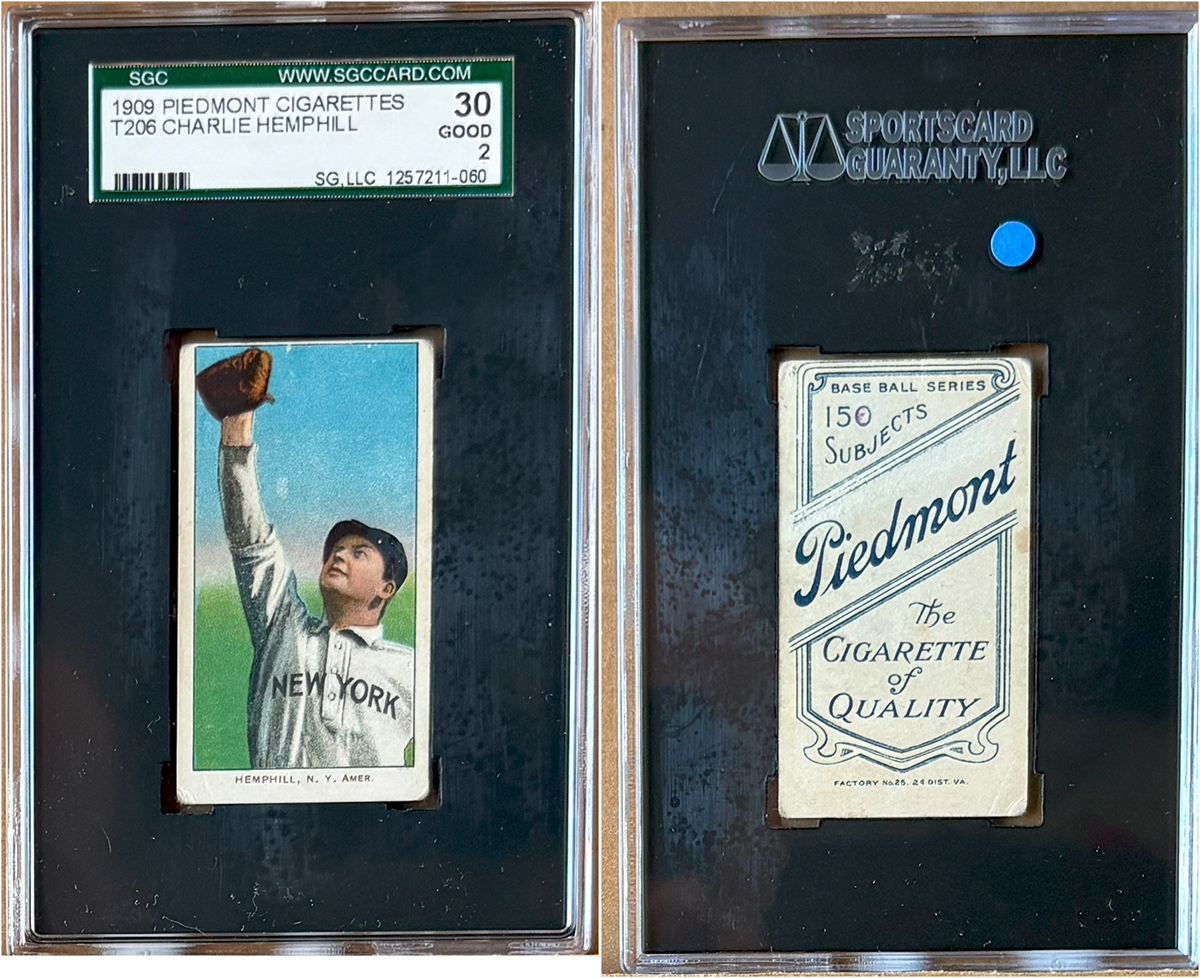 SGC WWW.SGCCARD.COM
1909 PIEDMONT CIGARETTES 30
T206 CHARLIE HEMPHILL GOOD
2
SG, LLC 1257211-060
NEW YORK
HEMPHILL, N. Y. AMER.
SPORTSCARD
GUARANTY, LLC
BASE BALL SERIES
150
SUBJECTS
Piedmont
The
CIGARETTE
of
QUALITY
FACTORY No. 25, 2d DIST. VA.